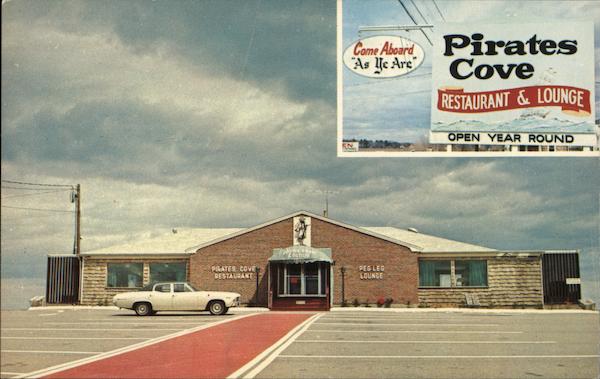 Come Aboard
"As Ye Are"
Pirates
Cove
RESTAURANT & LOUNGE
OPEN YEAR ROUND
PIRATES COVE
RESTAURANT
PEG LEG
LOUNGE